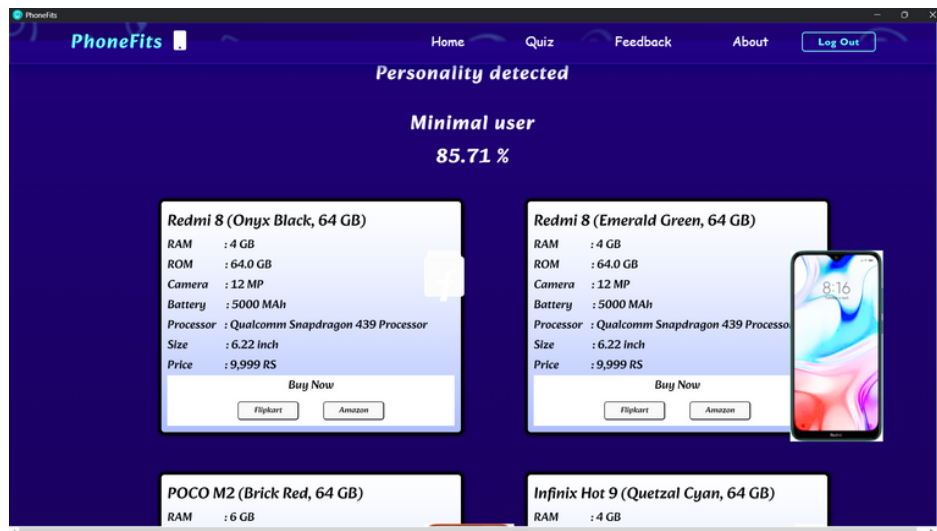 PhoneFits
PhoneFits Home Quiz Feedback About Log Out
Personality detected
Minimal user
85.71 %
Redmi 8 (Onyx Black, 64 GB)
RAM : 4 GB
ROM : 64.0 GB
Camera : 12 MP
Battery : 5000 MAh
Processor : Qualcomm Snapdragon 439 Processor
Size : 6.22 inch
Price : 9,999 RS
Buy Now
Flipkart Amazon
Redmi 8 (Emerald Green, 64 GB)
RAM : 4 GB
ROM : 64.0 GB
Camera : 12 MP
Battery : 5000 MAh
Processor : Qualcomm Snapdragon 439 Processo
Size : 6.22 inch
Price : 9,999 RS
Buy Now
Flipkart Amazon
8:16
Redmi
POCO M2 (Brick Red, 64 GB)
RAM : 6 GB
Infinix Hot 9 (Quetzal Cyan, 64 GB)
RAM : 4 GB